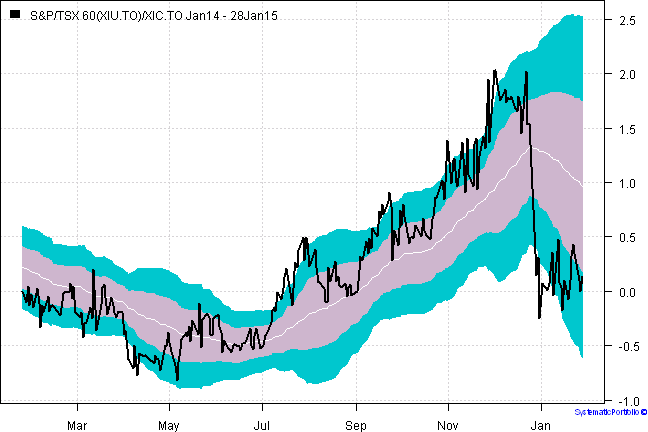 S&P/TSX 60(XIU.TO)/XIC.TO Jan14 - 28Jan15
2.5
2.0
1.5
1.0
0.5
0.0
-0.5
-1.0
Mar May Jul Sep Nov Jan
SystematicPortfolio ©